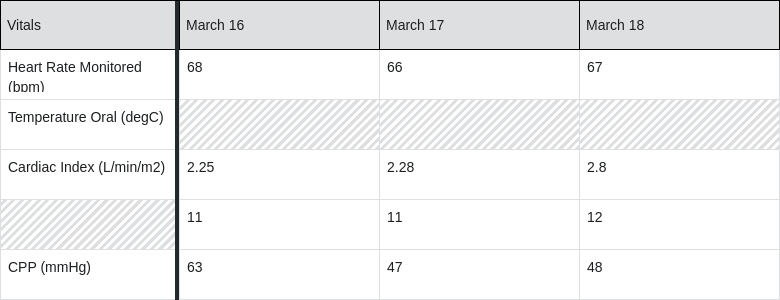 Vitals March 16 March 17 March 18
Heart Rate Monitored 68 66 67
(bpm)
Temperature Oral (degC)
Cardiac Index (L/min/m2) 2.25 2.28 2.8
11 11 12
CPP (mmHg) 63 47 48